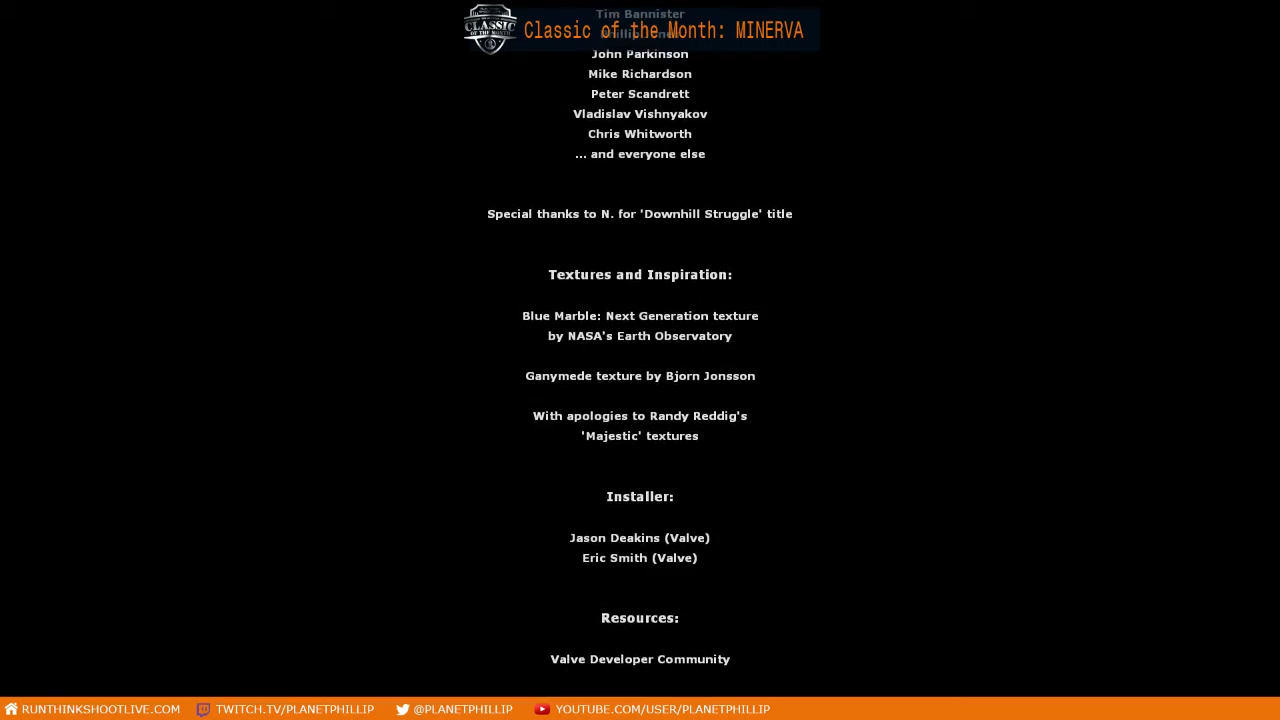 Tim Bannister
CLASSIC
OF THE MONTH
Classic of the Month: MINERVA
John Parkinson
Mike Richardson
Peter Scandrett
Vladislav Vishnyakov
Chris Whitworth
... and everyone else
Special thanks to N. for 'Downhill Struggle' title
Textures and Inspiration:
Blue Marble: Next Generation texture
by NASA's Earth Observatory
Ganymede texture by Bjorn Jonsson
With apologies to Randy Reddig's
'Majestic' textures
Installer:
Jason Deakins (Valve)
Eric Smith (Valve)
Resources:
Valve Developer Community
RUNTHINKSHOOTLIVE.COM
TWITCH.TV/PLANETPHILLIP
@PLANETPHILLIP
YOUTUBE.COM/USER/PLANETPHILLIP